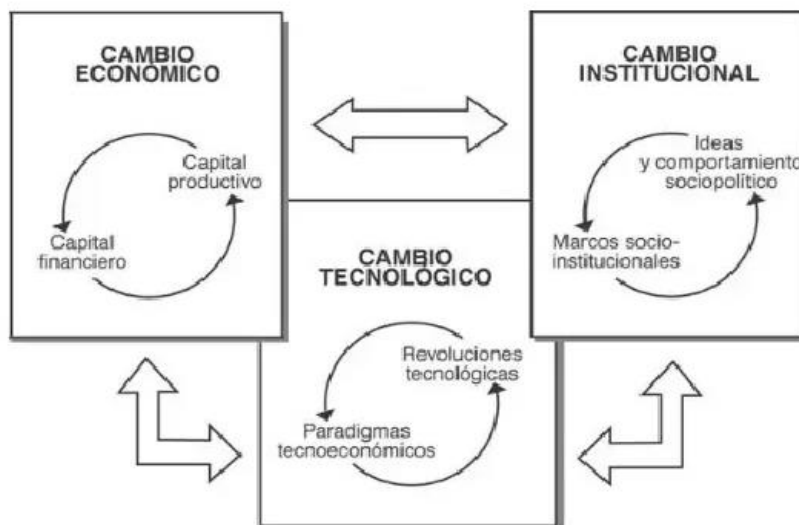 CAMBIO
ECONÓMICO
Capital
productivo
Capital
financiero
CAMBIO
INSTITUCIONAL
Ideas
y comportamiento
sociopolítico
Marcos socio-
institucionales
CAMBIO
TECNOLÓGICO
Revoluciones
tecnológicas
Paradigmas
tecnoeconómicos